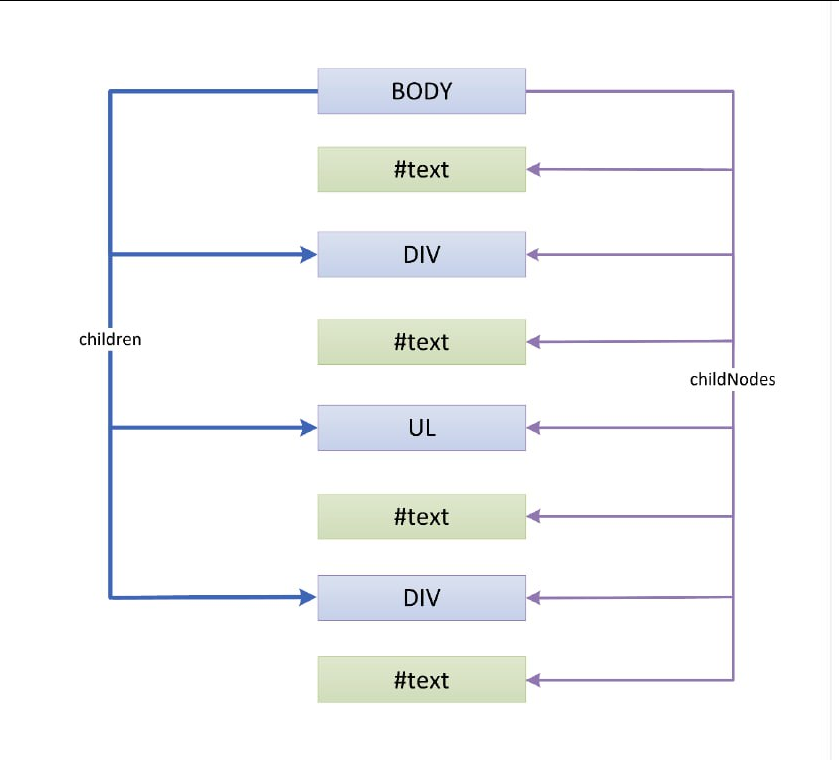 BODY
#text
DIV
#text
children
childNodes
UL
#text
DIV
#text